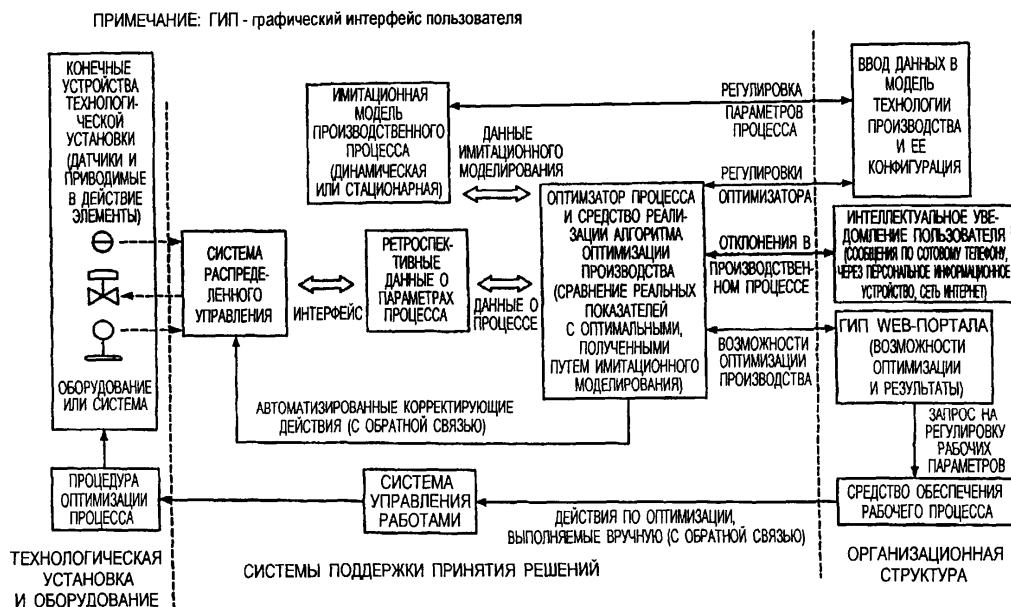 ПРИМЕЧАНИЕ: ГИП - графический интерфейс пользователя
КОНЕЧНЫЕ
УСТРОЙСТВА
ТЕХНОЛОГИ-
ЧЕСКОЙ
УСТАНОВКИ
(ДАТЧИКИ И
ПРИВОДИМЫЕ
В ДЕЙСТВИЕ
ЭЛЕМЕНТЫ)
ОБОРУДОВАНИЕ
ИЛИ СИСТЕМА
ИМИТАЦИОННАЯ
МОДЕЛЬ
ПРОИЗВОДСТВЕННОГО
ПРОЦЕССА
(ДИНАМИЧЕСКАЯ
ИЛИ СТАЦИОНАРНАЯ)
ДАННЫЕ
ИМИТАЦИОННОГО
МОДЕЛИРОВАНИЯ
РЕГУЛИРОВКА
ПАРАМЕТРОВ
ПРОЦЕССА
ВВОД ДАННЫХ В
МОДЕЛЬ
ТЕХНОЛОГИИ
ПРОИЗВОДСТВА
И ЕЕ
КОНФИГУРАЦИЯ
РЕГУЛИРОВКИ
ОПТИМИЗАТОРА
СИСТЕМА
РАСПРЕДЕ-
ЛЕННОГО
УПРАВЛЕНИЯ
ИНТЕРФЕЙС
РЕТРОСПЕК-
ТИВНЫЕ
ДАННЫЕ О
ПАРАМЕТРАХ
ПРОЦЕССА
ДАННЫЕ О
ПРОЦЕССЕ
ОПТИМЗАТОР ПРОЦЕССА
И СРЕДСТВО РЕАЛИ-
ЗАЦИИ АЛГОРИТМА
ОПТИМИЗАЦИИ
ПРОИЗВОДСТВА
(СРАВНЕНИЕ РЕАЛЬНЫХ
ПОКАЗАТЕЛЕЙ
С ОПТИМАЛЬНЫМИ,
ПОЛУЧЕННЫМИ
ПУТЕМ ИМИТАЦИОННОГО
МОДЕЛИРОВАНИЯ)
ОТКЛОНЕНИЯ В
ПРОИЗВОДСТВЕН-
НОМ ПРОЦЕССЕ
ИНТЕЛЛЕКТУАЛЬНОЕ УВЕ-
ДОМЛЕНИЕ ПОЛЬЗОВАТЕЛЯ
(СООБЩЕНИЯ ПО СОТОВОМУ ТЕЛЕФОНУ,
ЧЕРЕЗ ПЕРСОНАЛЬНОЕ ИНФОРМАЦИОННОЕ
УСТРОЙСТВО, СЕТЬ ИНТЕРНЕТ)
ВОЗМОЖНОСТИ
ОПТИМИЗАЦИИ
ПРОИЗВОДСТВА
ГИП WEB-ПОРТАЛА
(ВОЗМОЖНОСТИ
ОПТИМИЗАЦИИ
И РЕЗУЛЬТАТЫ)
АВТОМАТИЗИРОВАННЫЕ КОРРЕКТИРУЮЩИЕ
ДЕЙСТВИЯ (С ОБРАТНОЙ СВЯЗЬЮ)
ЗАПРОС НА
РЕГУЛИРОВКУ
РАБОЧИХ
ПАРАМЕТРОВ
ПРОЦЕДУРА
ОПТИМИЗАЦИИ
ПРОЦЕССА
СИСТЕМА
УПРАВЛЕНИЯ
РАБОТАМИ
ДЕЙСТВИЯ ПО ОПТИМИЗАЦИИ,
ВЫПОЛНЯЕМЫЕ ВРУЧНУЮ (С ОБРАТНОЙ СВЯЗЬЮ)
СРЕДСТВО ОБЕСПЕЧЕНИЯ
РАБОЧЕГО ПРОЦЕССА
ТЕХНОЛОГИЧЕСКАЯ
УСТАНОВКА
И ОБОРУДОВАНИЕ
СИСТЕМЫ ПОДДЕРЖКИ ПРИНЯТИЯ РЕШЕНИЙ
ОРГАНИЗАЦИОННАЯ
СТРУКТУРА